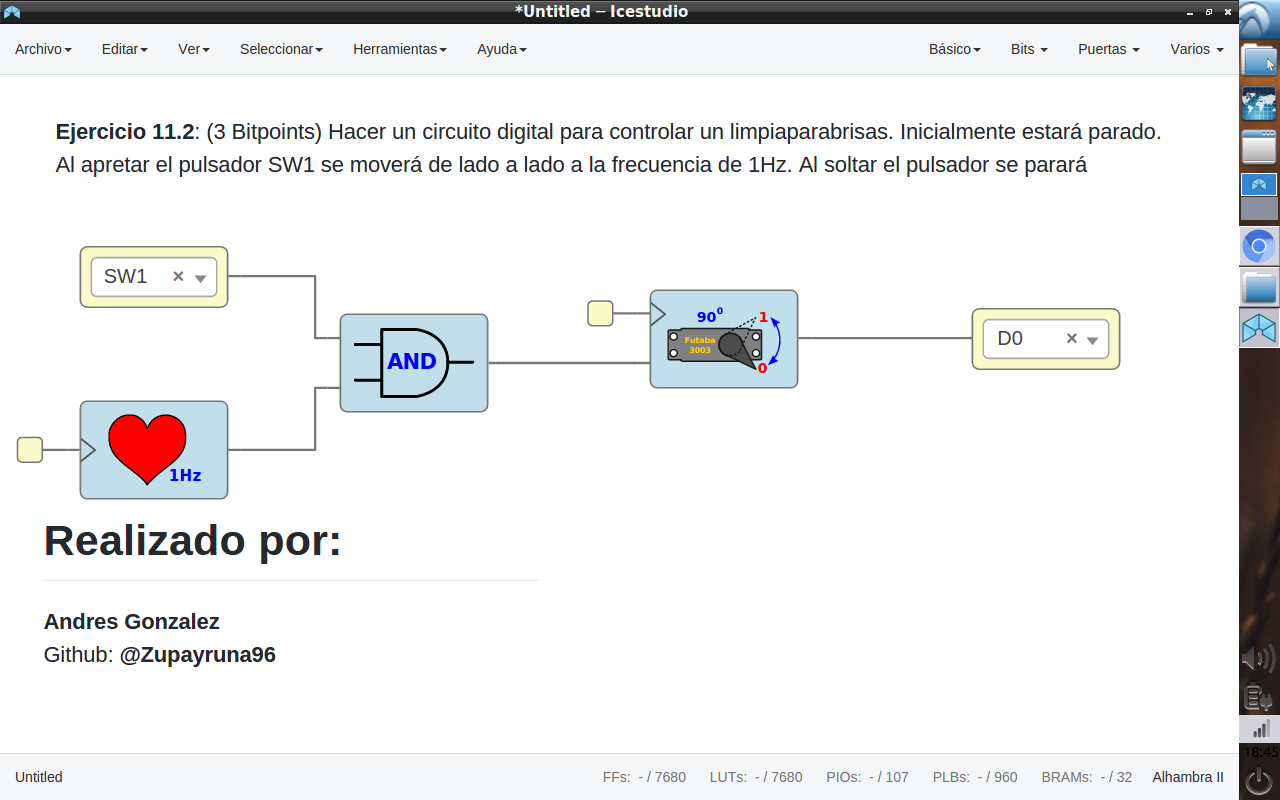 *Untitled – Icestudio
Archivo Editar Ver Seleccionar Herramientas Ayuda Básico Bits Puertas Varios
Ejercicio 11.2: (3 Bitpoints) Hacer un circuito digital para controlar un limpiaparabrisas. Inicialmente estará parado.
Al apretar el pulsador SW1 se moverá de lado a lado a la frecuencia de 1Hz. Al soltar el pulsador se parará
SW1
AND
90º
1
Futaba
3003
0
D0
1Hz
Realizado por:
Andres Gonzalez
Github: @Zupayruna96
Untitled FFs: - / 7680 LUTs: - / 7680 PIOs: - / 107 PLBs: - / 960 BRAMs: - / 32 Alhambra II
18:45